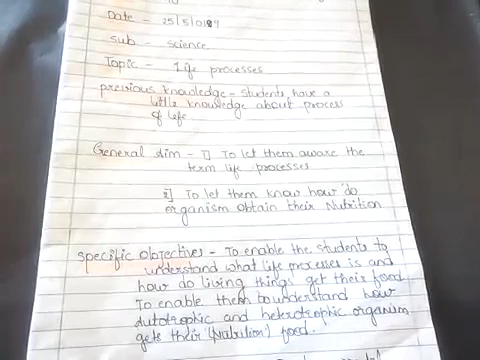 Date - 25/5/019
Sub - science
Topic - Life processes
previous knowledge - students have a
little knowledge about process
of life
General aim - 1] To let them aware the
term life processes
2] To let them know how do
organism obtain their Nutrition
specific objectives - To enable the students to
understand what life processes is and
how do living things get their food
To enable them to understand how
Autotrophic and heterotrophic organism
gets their (Nutrition) food.